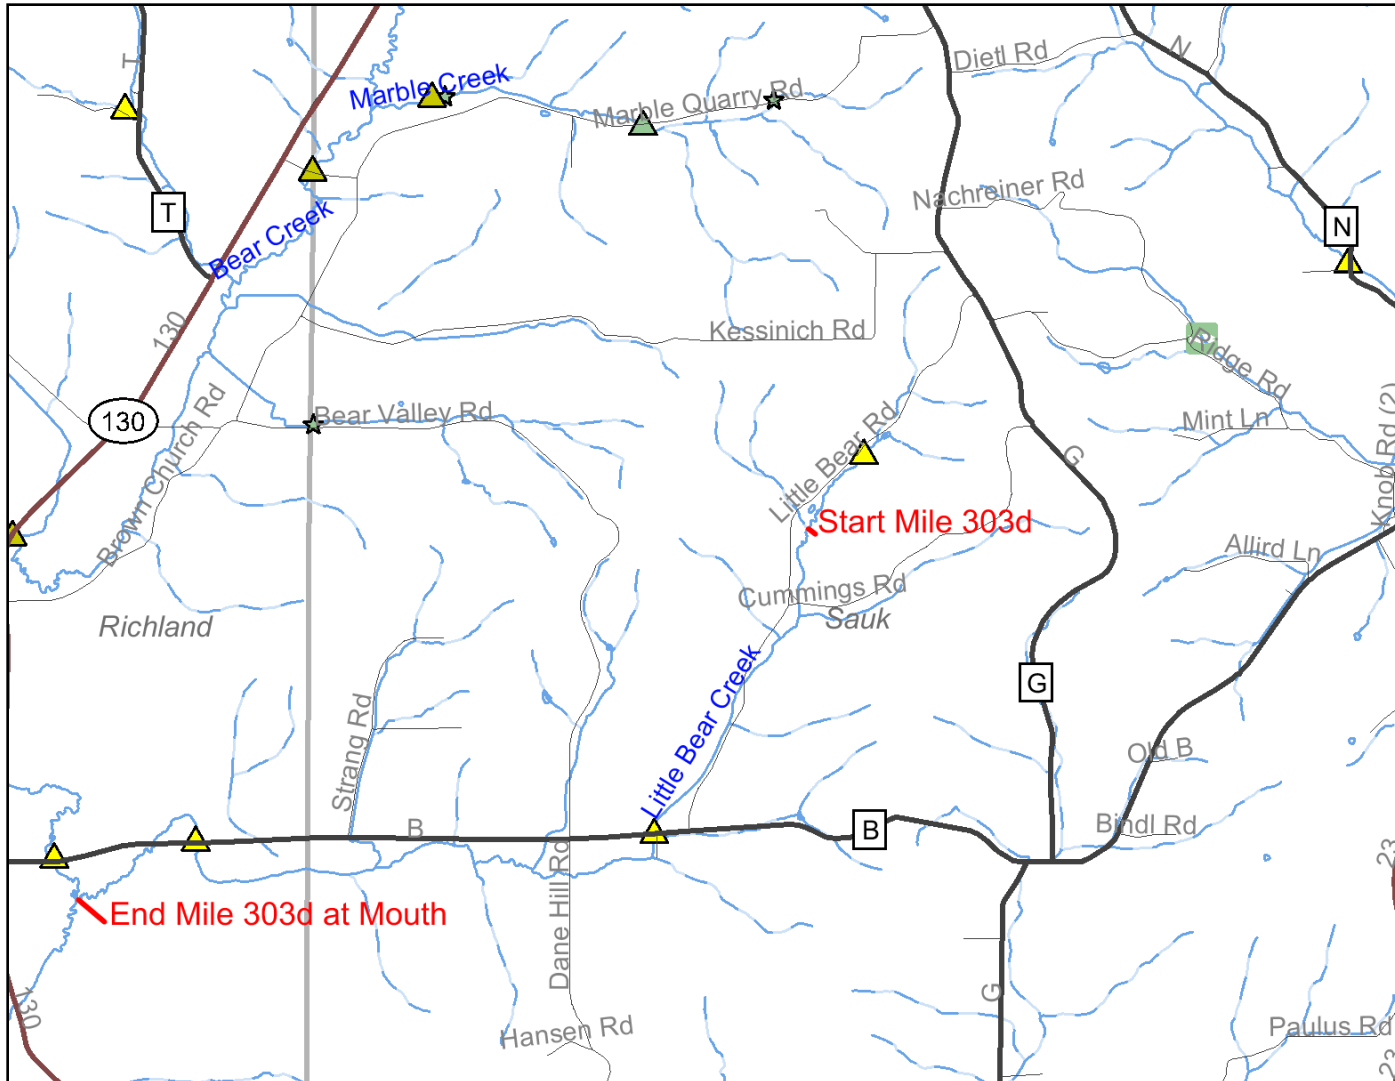 T
N
Dietl Rd
Marble Creek
Marble Quarry Rd
Nachreiner Rd
T
N
Bear Creek
130
Kessinich Rd
Ridge Rd
130
Bear Valley Rd
Little Bear Rd
Mint Ln
Brown Church Rd
G
Knob Rd (2)
Start Mile 303d
Allird Ln
Cummings Rd
Richland
Sauk
G
Little Bear Creek
Strang Rd
Old B
B
B
Bindl Rd
23
End Mile 303d at Mouth
Dane Hill Rd
130
G
Hansen Rd
Paulus Rd
23